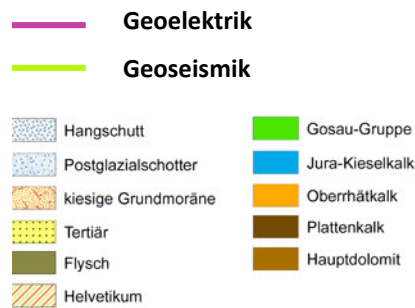 Geoelektrik
Geoseismik
Hangschutt
Postglazialschotter
kiesige Grundmoräne
Tertiär
Flysch
Helvetikum
Gosau-Gruppe
Jura-Kieselkalk
Oberrhätkalk
Plattenkalk
Hauptdolomit